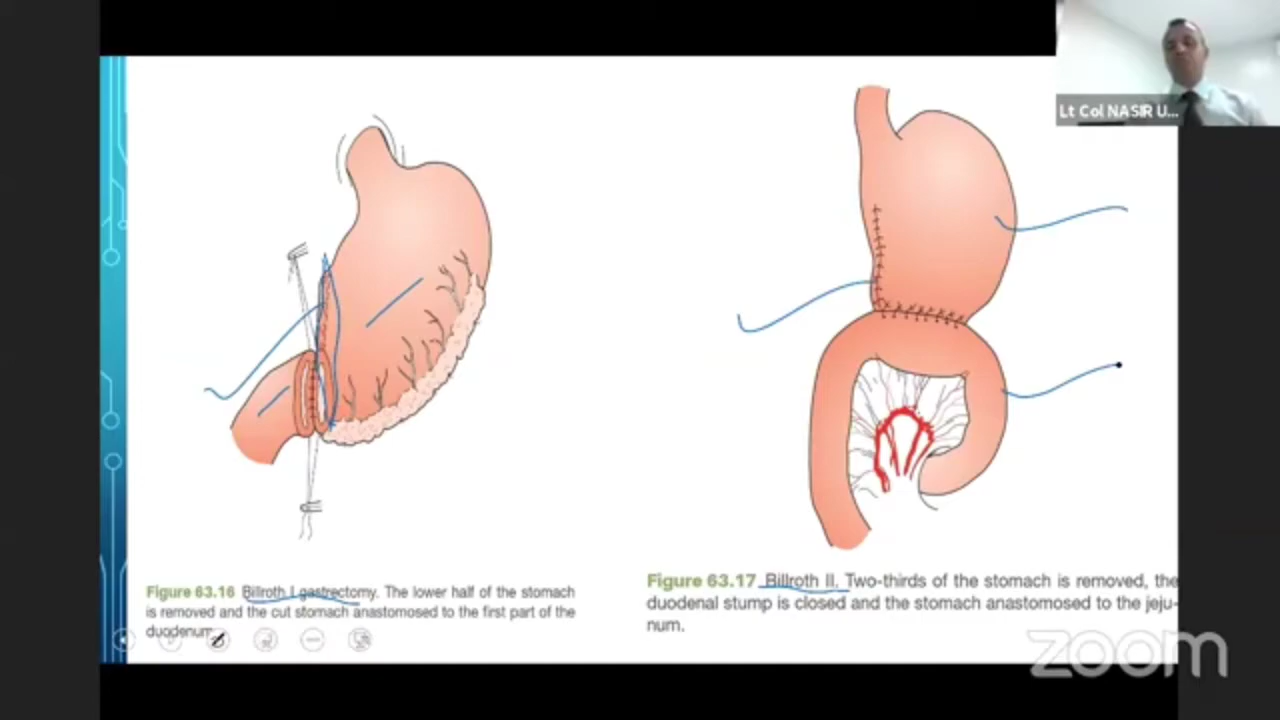 Lt Col NASIR U...
Figure 63.16 Billroth I gastrectomy. The lower half of the stomach
is removed and the cut stomach anastomosed to the first part of the
duodenum.
Figure 63.17 Billroth II. Two-thirds of the stomach is removed, the
duodenal stump is closed and the stomach anastomosed to the jeju-
num.
zoom